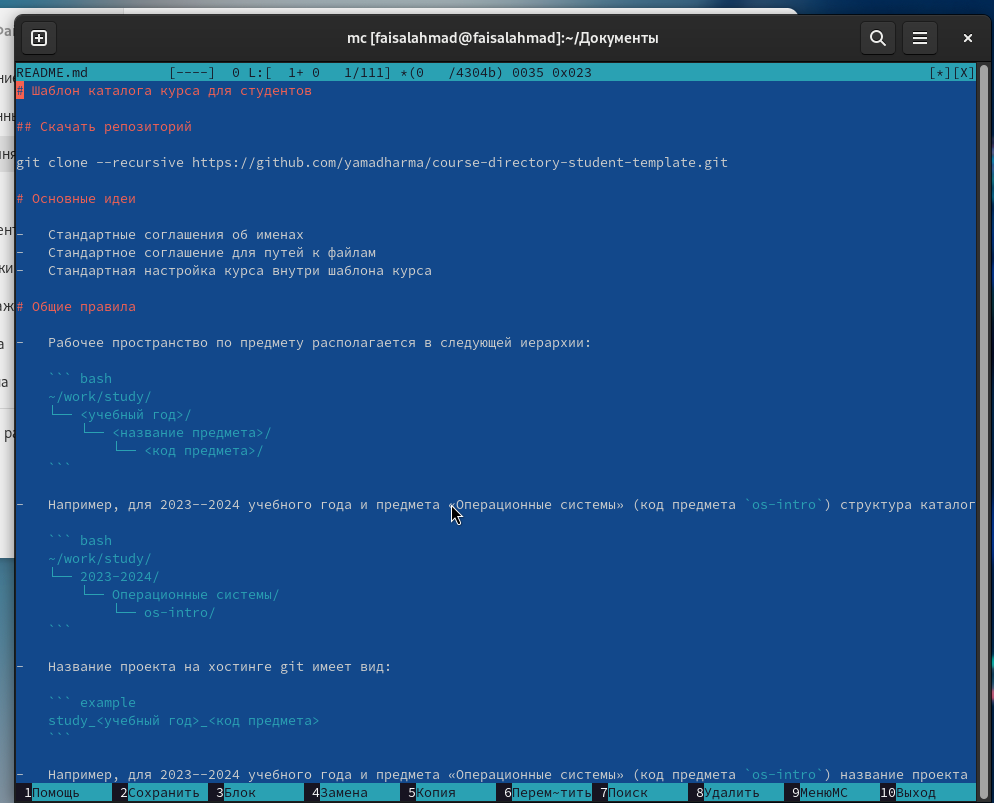 mc [faisalahmad@faisalahmad]:~/Документы
README.md [----] 0 L:[ 1+ 0 1/111] *(0 /4304b) 0035 0x023 [*][X]
# Шаблон каталога курса для студентов
## Скачать репозиторий
git clone --recursive https://github.com/yamadharma/course-directory-student-template.git
# Основные идеи
- Стандартные соглашения об именах
- Стандартное соглашение для путей к файлам
- Стандартная настройка курса внутри шаблона курса
# Общие правила
- Рабочее пространство по предмету располагается в следующей иерархии:
``` bash
~/work/study/
└── <учебный год>/
└── <название предмета>/
└── <код предмета>/
```
- Например, для 2023--2024 учебного года и предмета «Операционные системы» (код предмета `os-intro`) структура каталог
``` bash
~/work/study/
└── 2023-2024/
└── Операционные системы/
└── os-intro/
```
- Название проекта на хостинге git имеет вид:
``` example
study_<учебный год>_<код предмета>
```
- Например, для 2023--2024 учебного года и предмета «Операционные системы» (код предмета `os-intro`) название проекта
1Помощь 2Сохранить 3Блок 4Замена 5Копия 6Перем~тить 7Поиск 8Удалить 9МенюMC 10Выход